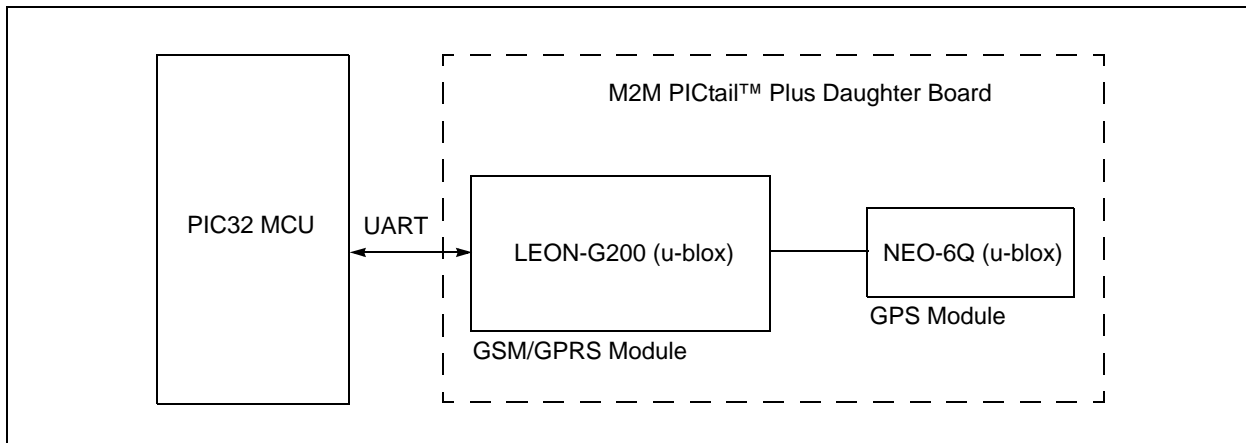 M2M PICtail™ Plus Daughter Board
PIC32 MCU
UART
LEON-G200 (u-blox)
NEO-6Q (u-blox)
GPS Module
GSM/GPRS Module